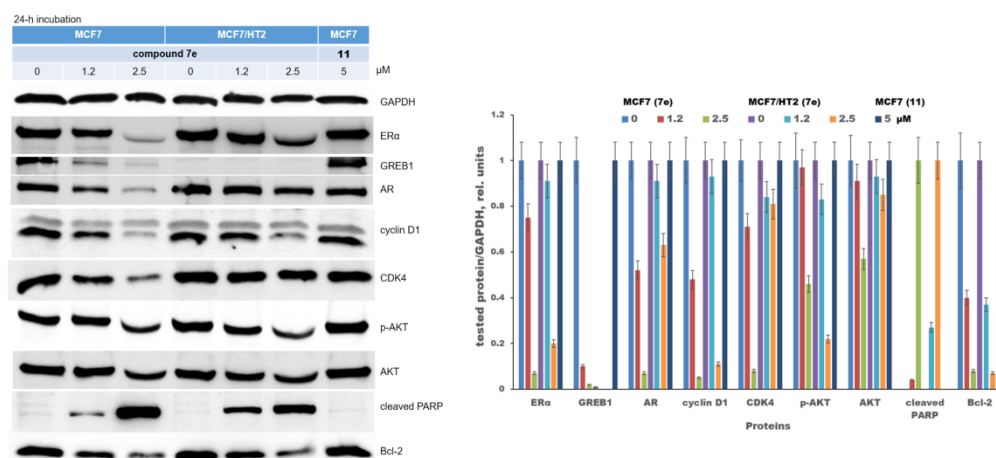 24-h incubation
MCF7 MCF7/HT2 MCF7
compound 7e 11
0 1.2 2.5 0 1.2 2.5 5 μM
GAPDH
ERα
GREB1
AR
cyclin D1
CDK4
p-AKT
AKT
cleaved PARP
Bcl-2
MCF7 (7e) MCF7/HT2 (7e) MCF7 (11)
0 1.2 2.5 0 1.2 2.5 5 μM
tested protein/GAPDH, rel. units
1.2
1
0.8
0.6
0.4
0.2
0
ERα GREB1 AR cyclin D1 CDK4 p-AKT AKT cleaved Bcl-2
PARP
Proteins